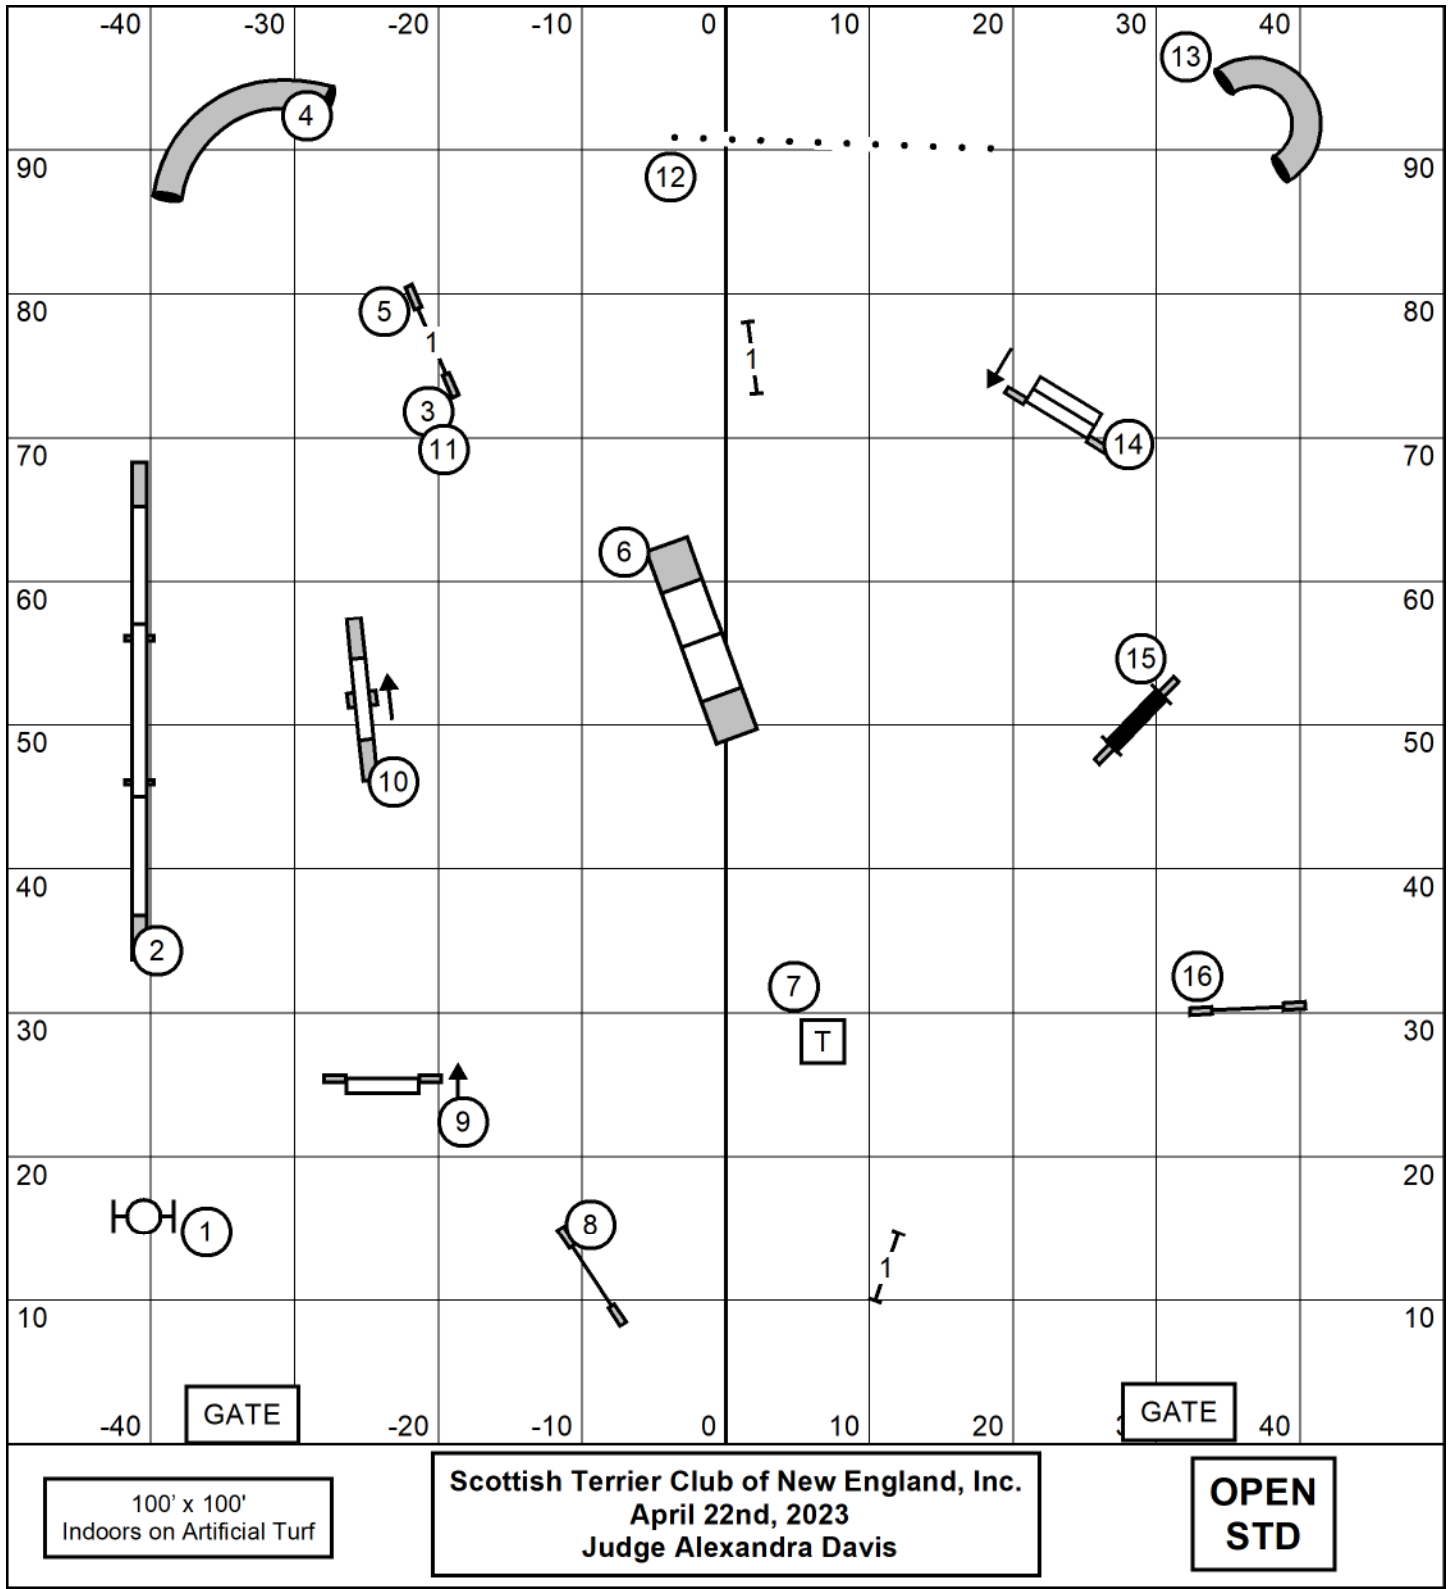 -40 -30 -20 -10 0 10 20 30 40
13
4
90 12 90
80 5 80
1 1
3
70 11 14 70
6
60 60
15
50 50
10
40 40
2
7 16
30 T 30
9
20 20
1 8
1
10 10
GATE GATE
-40 -20 -10 0 10 20 40
100' x 100'
Indoors on Artificial Turf
Scottish Terrier Club of New England, Inc.
April 22nd, 2023
Judge Alexandra Davis
OPEN
STD